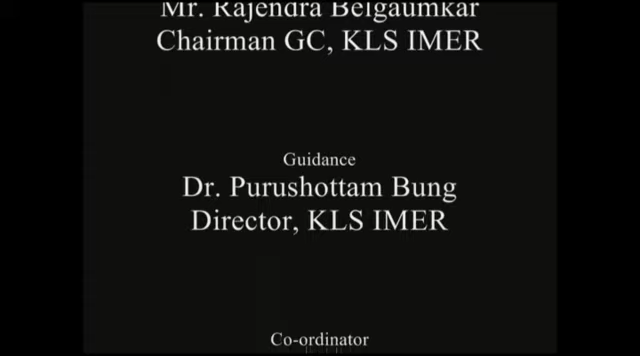 Mr. Rajendra Belgaumkar
Chairman GC, KLS IMER
Guidance
Dr. Purushottam Bung
Director, KLS IMER
Co-ordinator